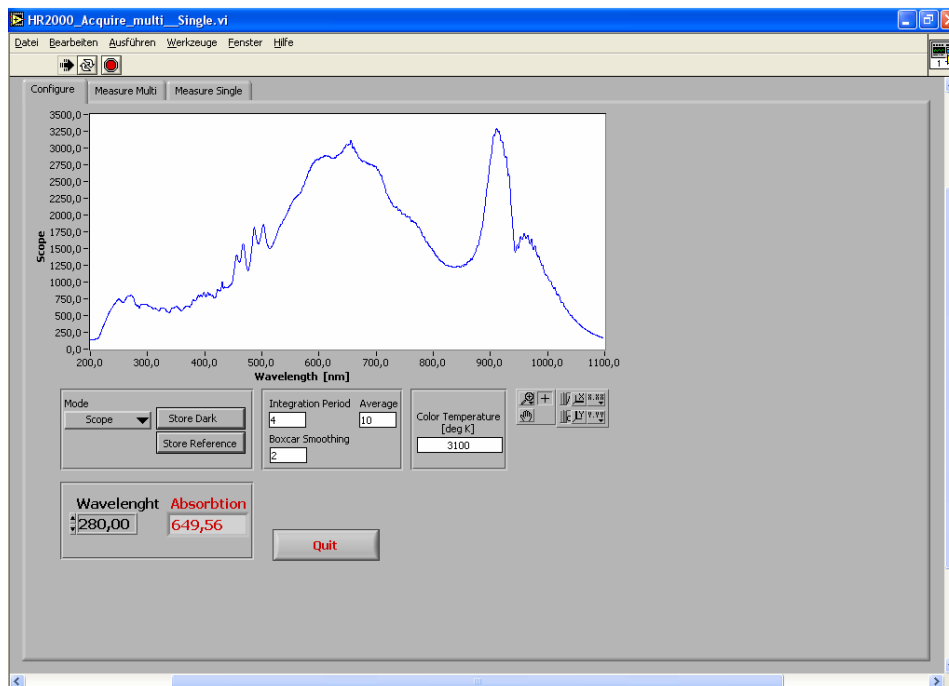 HR2000_Acquire_multi__Single.vi
Datei Bearbeiten Ausführen Werkzeuge Fenster Hilfe
1
Configure Measure Multi Measure Single
3500,0
3250,0
3000,0
2750,0
2500,0
2250,0
2000,0
1750,0
1500,0
1250,0
1000,0
750,0
500,0
250,0
0,0
Scope
200,0 300,0 400,0 500,0 600,0 700,0 800,0 900,0 1000,0 1100,0
Wavelength [nm]
Mode
Scope
Store Dark
Store Reference
Integration Period Average
4 10
Boxcar Smoothing
2
Color Temperature
[deg K]
3100
X.XX
Y.YY
Wavelenght Absorbtion
280,00 649,56
Quit